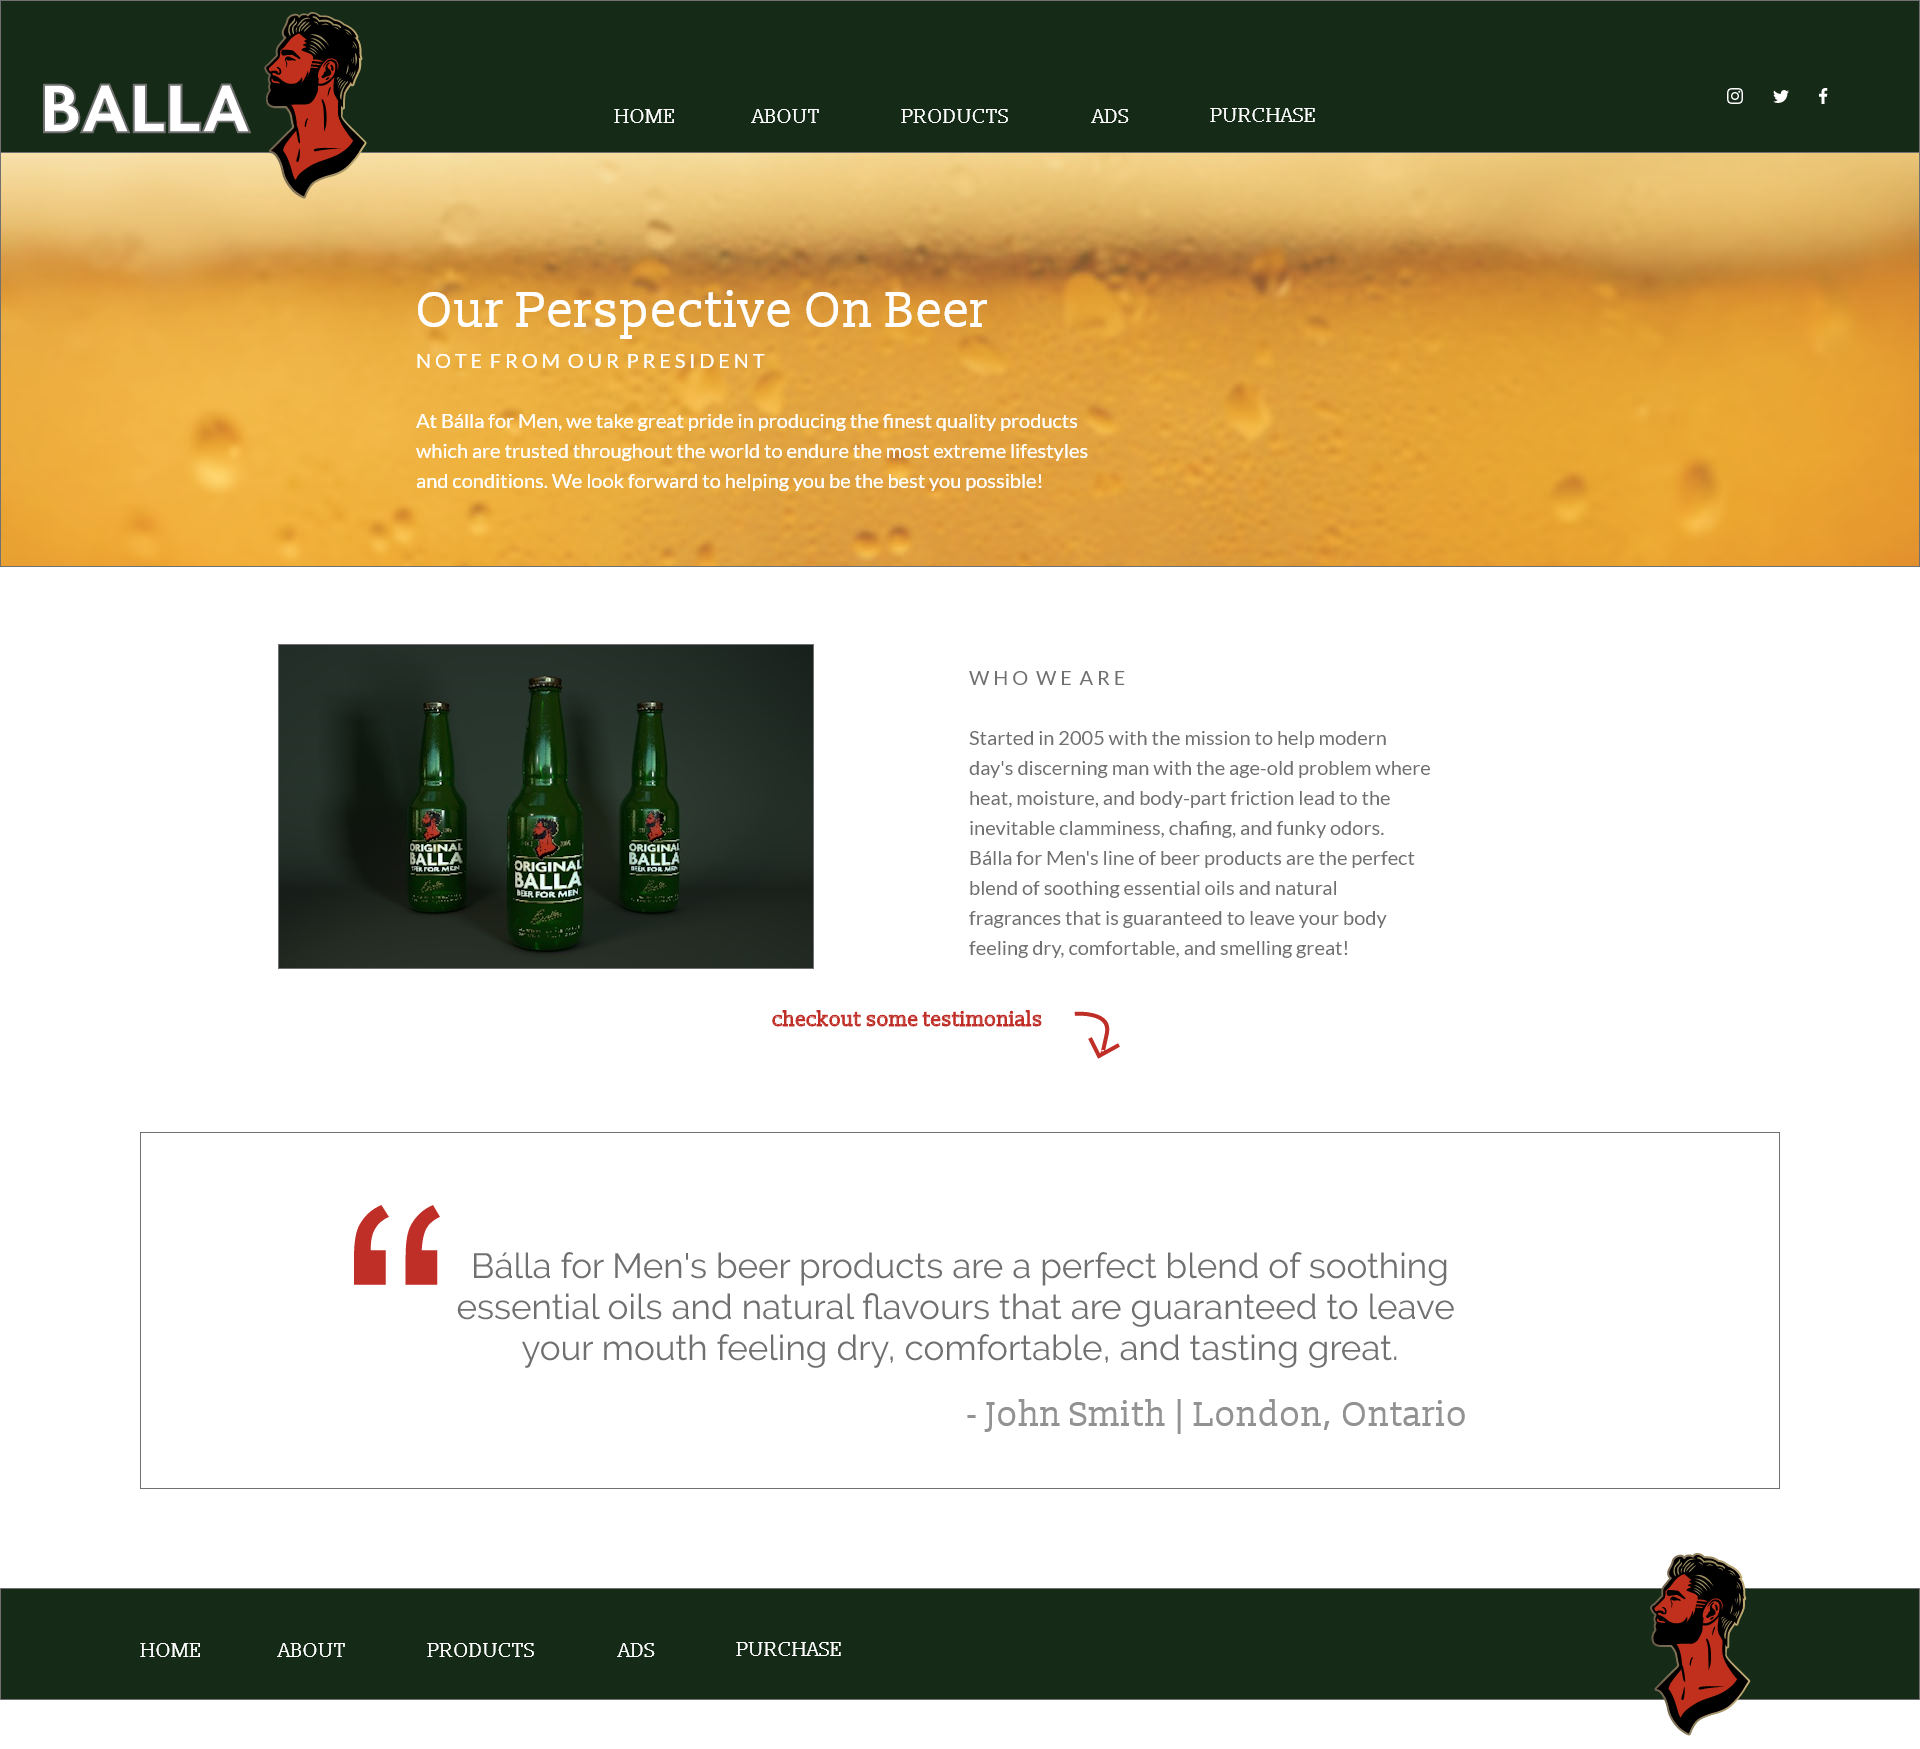 BALLA
HOME ABOUT PRODUCTS ADS PURCHASE
Our Perspective On Beer
NOTE FROM OUR PRESIDENT
At Bálla for Men, we take great pride in producing the finest quality products
which are trusted throughout the world to endure the most extreme lifestyles
and conditions. We look forward to helping you be the best you possible!
ORIGINAL
BALLA
BEER FOR MEN
ORIGINAL
BALLA
BEER FOR MEN
ORIGINAL
BALLA
BEER FOR MEN
WHO WE ARE
Started in 2005 with the mission to help modern
day's discerning man with the age-old problem where
heat, moisture, and body-part friction lead to the
inevitable clamminess, chafing, and funky odors.
Bálla for Men's line of beer products are the perfect
blend of soothing essential oils and natural
fragrances that is guaranteed to leave your body
feeling dry, comfortable, and smelling great!
checkout some testimonials
“
Bálla for Men's beer products are a perfect blend of soothing
essential oils and natural flavours that are guaranteed to leave
your mouth feeling dry, comfortable, and tasting great.
- John Smith | London, Ontario
HOME ABOUT PRODUCTS ADS PURCHASE